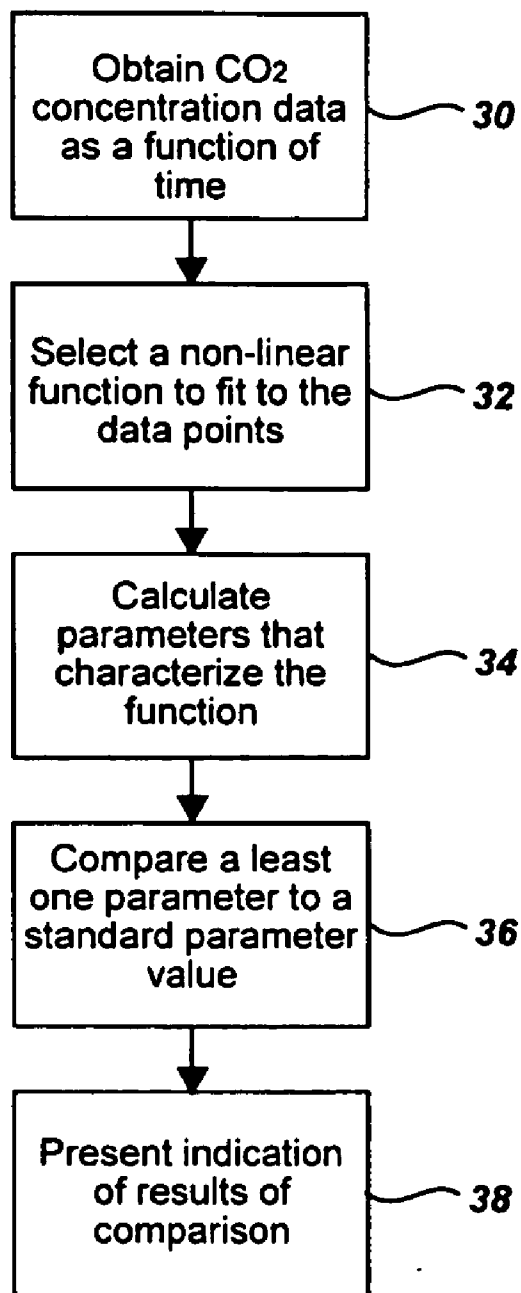 Obtain CO2
concentration data
as a function of
time
30
Select a non-linear
function to fit to the
data points
32
Calculate
parameters that
characterize the
function
34
Compare a least
one parameter to a
standard parameter
value
36
Present indication
of results of
comparison
38